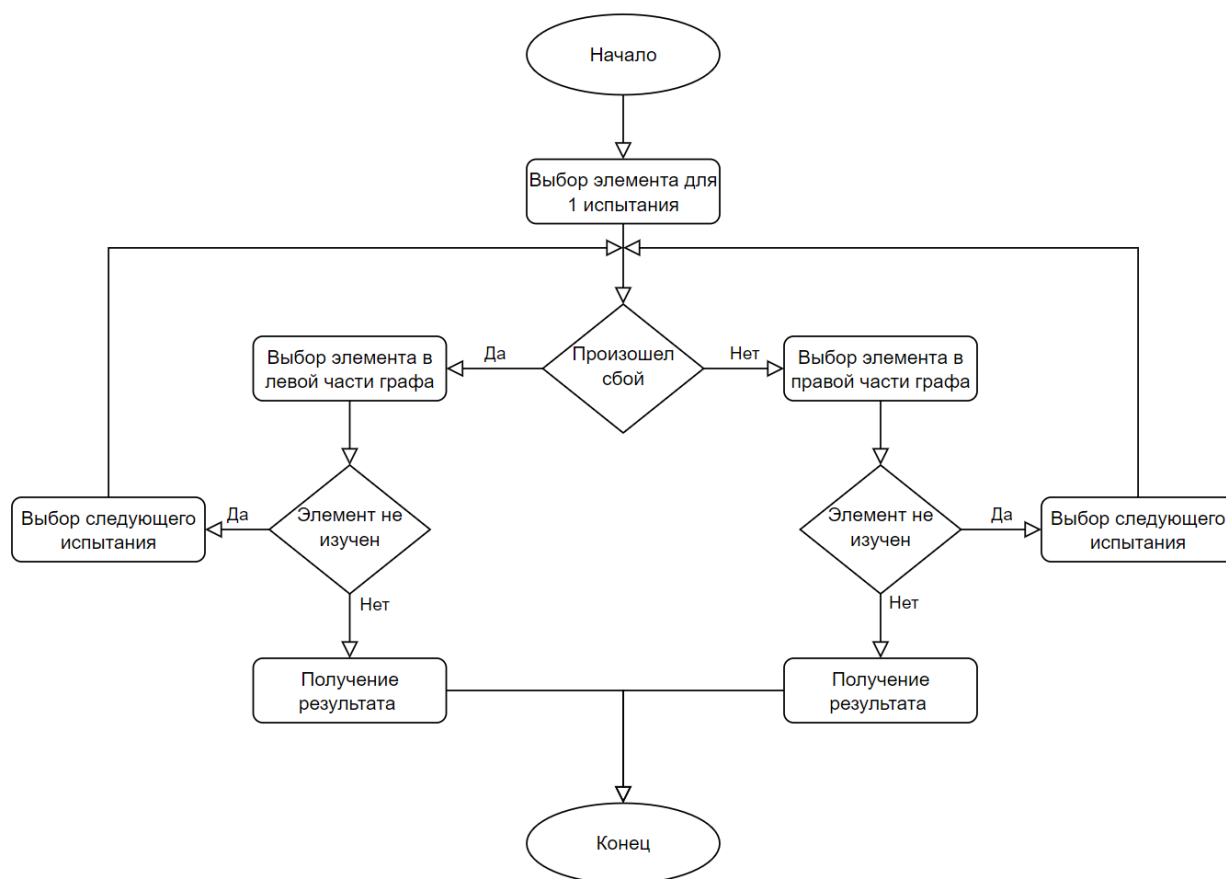 Начало
Выбор элемента для
1 испытания
Выбор элемента в
левой части графа
Да
Произошел
сбой
Нет
Выбор элемента в
правой части графа
Выбор следующего
испытания
Да
Элемент не
изучен
Элемент не
изучен
Да
Выбор следующего
испытания
Нет
Нет
Получение
результата
Получение
результата
Конец